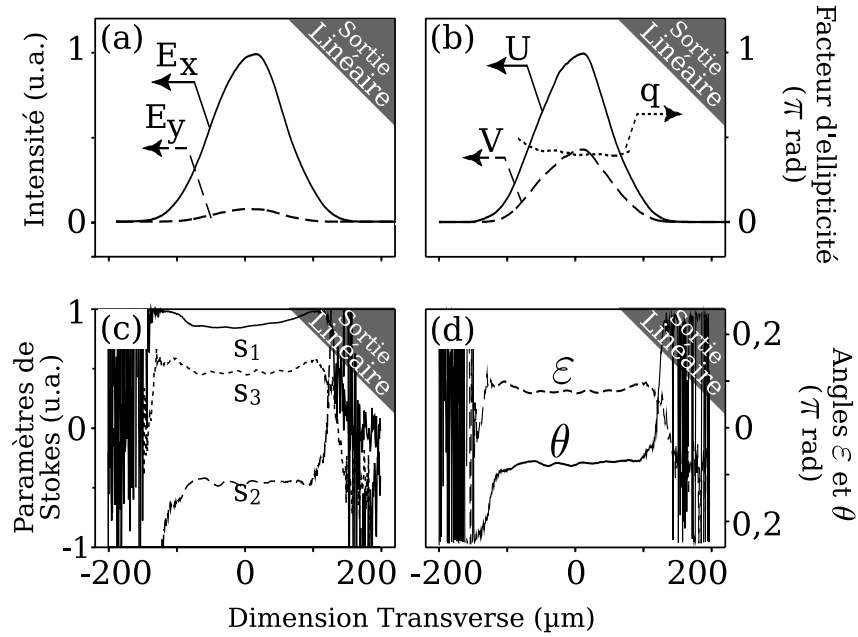 (a)
Sortie
Linéaire
Ex
Ey
Intensité (u.a.)
1
0
(b)
Sortie
Linéaire
U
V
q
1
0
Facteur d'ellipticité
(π rad)
(c)
Sortie
Linéaire
s1
s3
s2
Paramètres de
Stokes (u.a.)
1
0
-1
-200
0
200
(d)
Sortie
Linéaire
ε
θ
0,2
0
0,2
Angles ε et θ
(π rad)
-200
0
200
Dimension Transverse (µm)